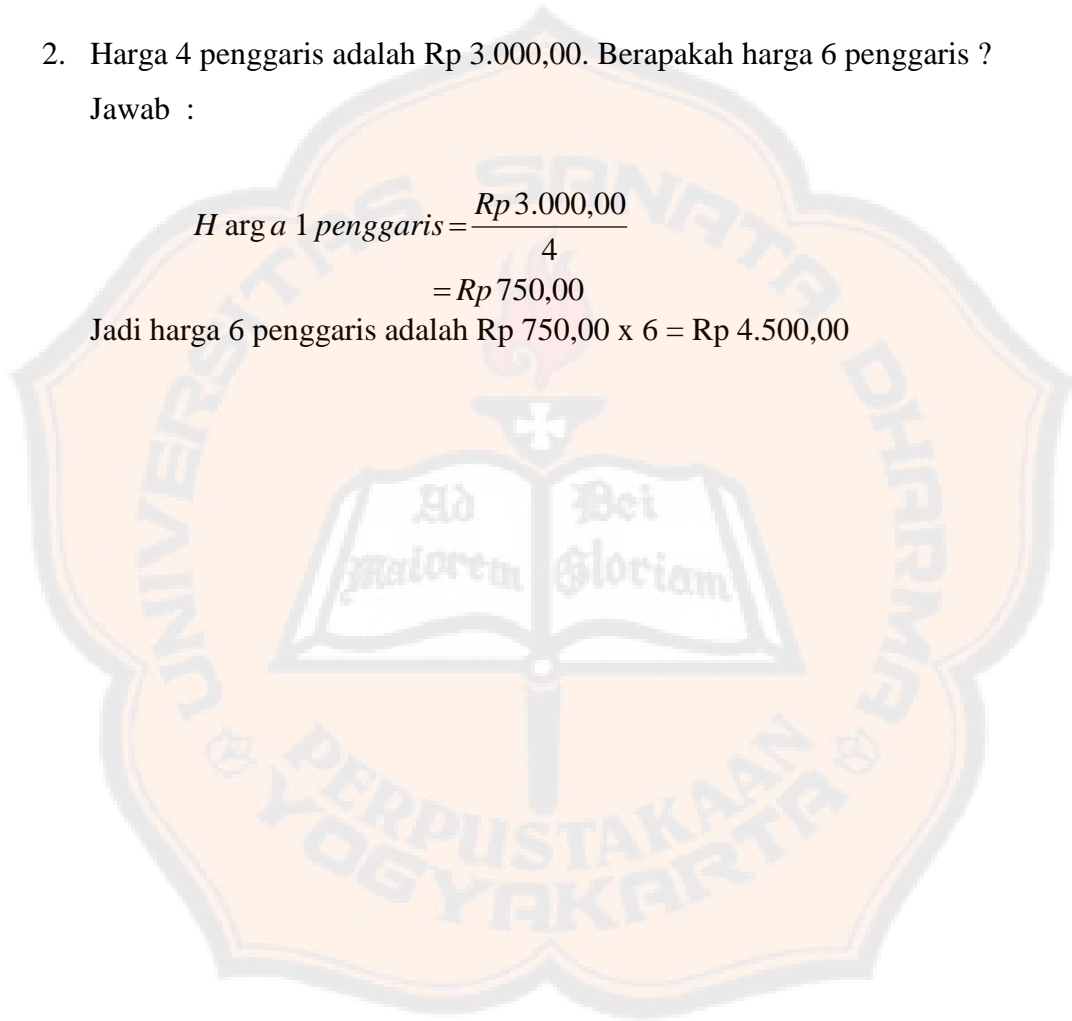 2. Harga 4 penggaris adalah Rp 3.000,00. Berapakah harga 6 penggaris ?
Jawab :
H arg a 1 penggaris = Rp 3.000,00 / 4
= Rp 750,00
Jadi harga 6 penggaris adalah Rp 750,00 x 6 = Rp 4.500,00
UNIVERSITAS SANATA DHARMA
Ad Maiorem
Dei Gloriam
PERPUSTAKAAN
YOGYAKARTA